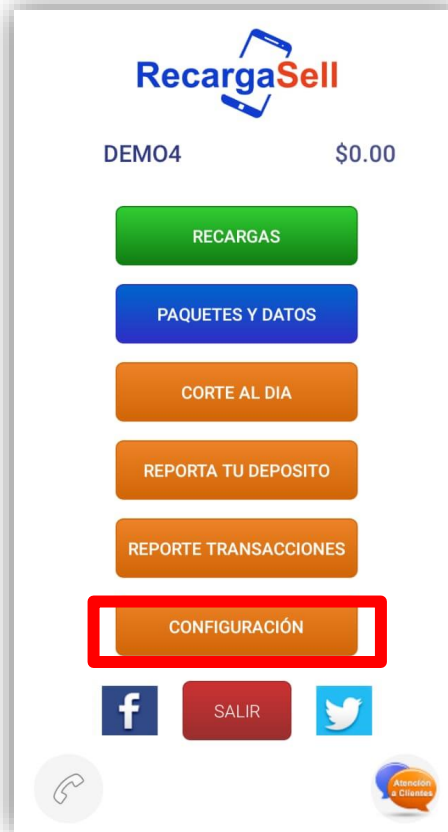 RecargaSell
DEMO4 $0.00
RECARGAS
PAQUETES Y DATOS
CORTE AL DIA
REPORTA TU DEPOSITO
REPORTE TRANSACCIONES
CONFIGURACIÓN
f SALIR
Atención
a Clientes